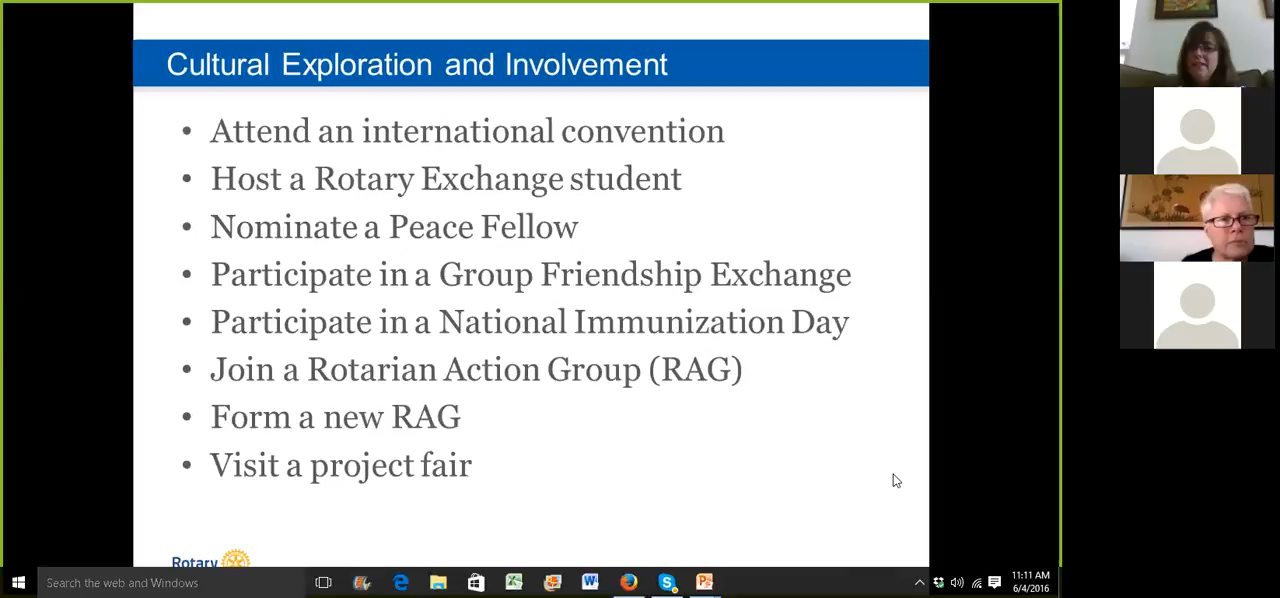 Cultural Exploration and Involvement
• Attend an international convention
• Host a Rotary Exchange student
• Nominate a Peace Fellow
• Participate in a Group Friendship Exchange
• Participate in a National Immunization Day
• Join a Rotarian Action Group (RAG)
• Form a new RAG
• Visit a project fair
Rotary
Search the web and Windows
11:11 AM
6/4/2016